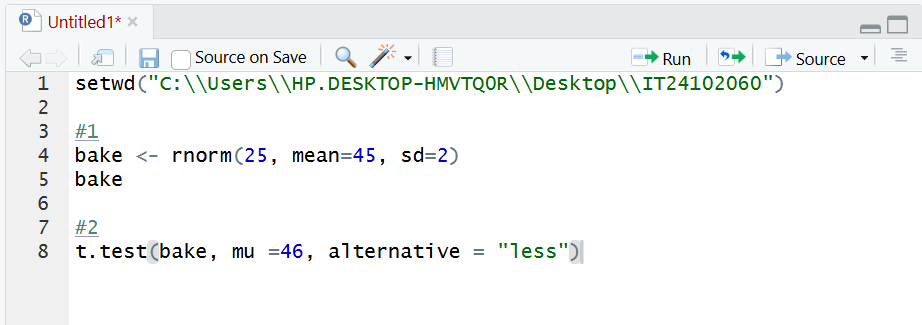 R Untitled1* ×
Source on Save Run Source
1 setwd("C:\\Users\\HP.DESKTOP-HMVTQ0R\\Desktop\\IT24102060")
2
3 #1
4 bake <- rnorm(25, mean=45, sd=2)
5 bake
6
7 #2
8 t.test(bake, mu =46, alternative = "less")